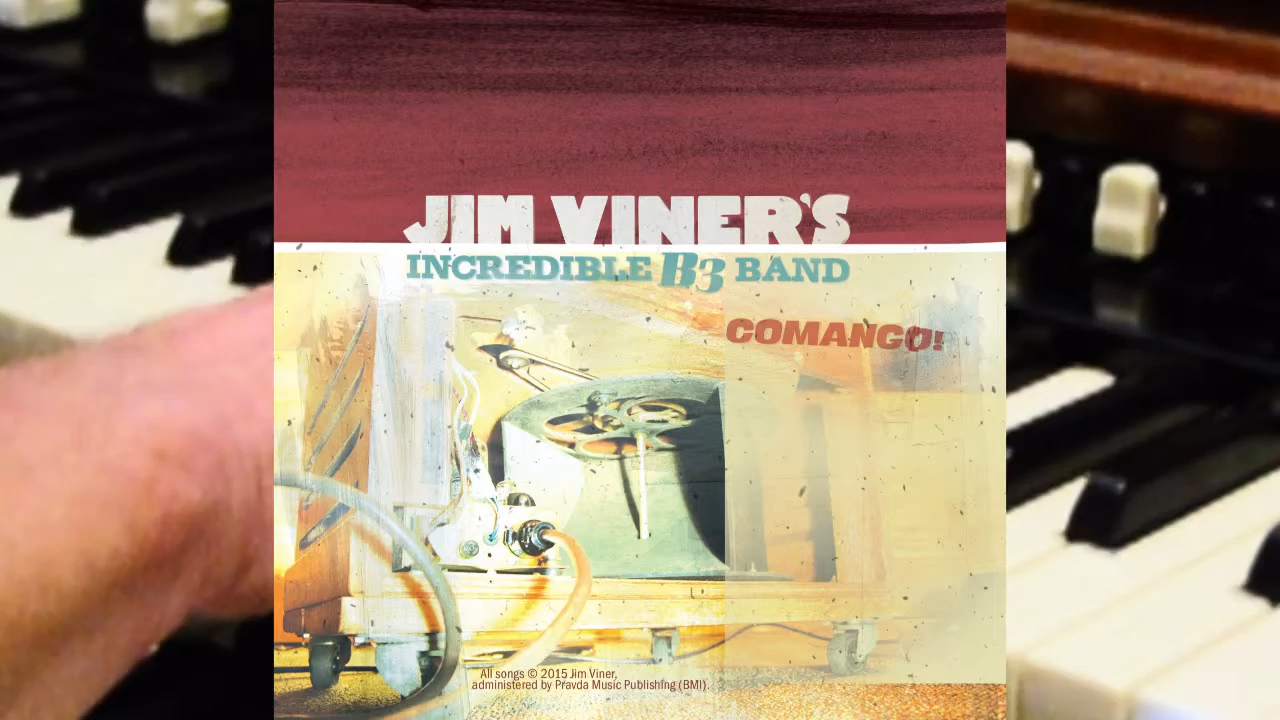 JIM VINER'S
INCREDIBLE B3 BAND
COMANGO!
All songs © 2015 Jim Viner,
administered by Pravda Music Publishing (BMI).